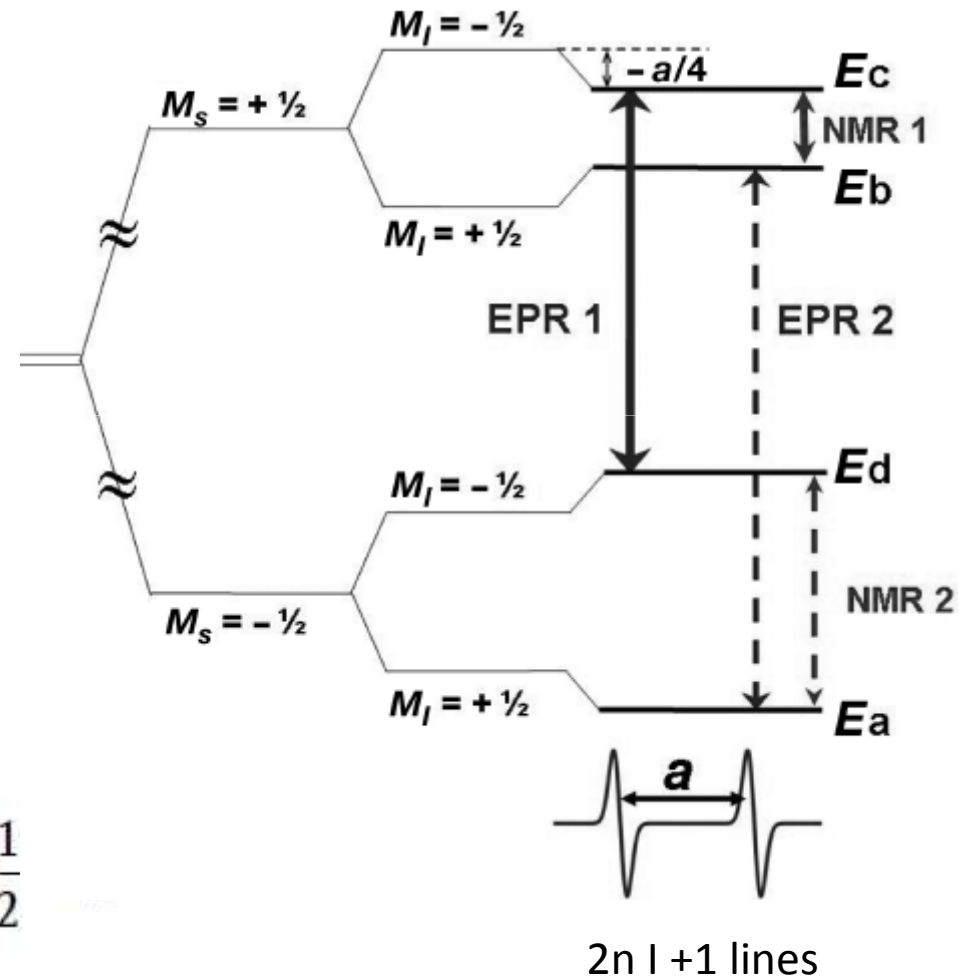 M_I = – ½
– a/4
Ec
M_s = + ½
NMR 1
Eb
M_I = + ½
EPR 1
EPR 2
M_I = – ½
Ed
NMR 2
M_s = – ½
M_I = + ½
Ea
a
1
2
2n I +1 lines